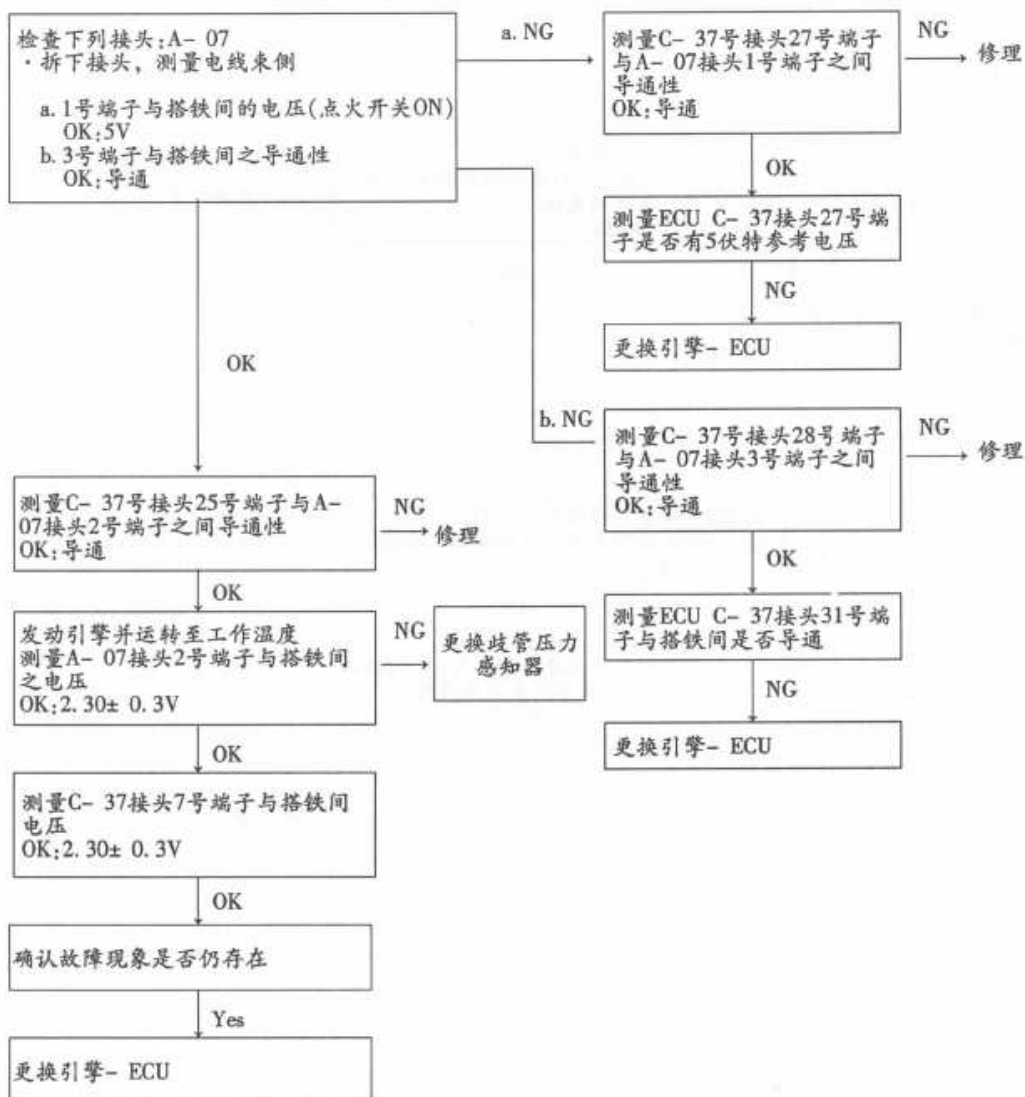 检查下列接头:A- 07
·拆下接头，测量电线束侧
a. 1号端子与搭铁间的电压(点火开关ON)
OK:5V
b. 3号端子与搭铁间之导通性
OK:导通
a. NG
测量C- 37号接头27号端子
与A- 07接头1号端子之间
导通性
OK:导通
NG
修理
OK
测量ECU C- 37接头27号端
子是否有5伏特参考电压
NG
更换引擎- ECU
OK
b. NG
测量C- 37号接头28号端子
与A- 07接头3号端子之间
导通性
OK:导通
NG
修理
OK
测量ECU C- 37接头31号端
子与搭铁间是否导通
NG
更换引擎- ECU
测量C- 37号接头25号端子与A-
07接头2号端子之间导通性
OK:导通
NG
修理
OK
发动引擎并运转至工作温度
测量A- 07接头2号端子与搭铁间
之电压
OK:2.30± 0.3V
NG
更换歧管压力
感知器
OK
测量C- 37接头7号端子与搭铁间
电压
OK:2.30± 0.3V
OK
确认故障现象是否仍存在
Yes
更换引擎- ECU